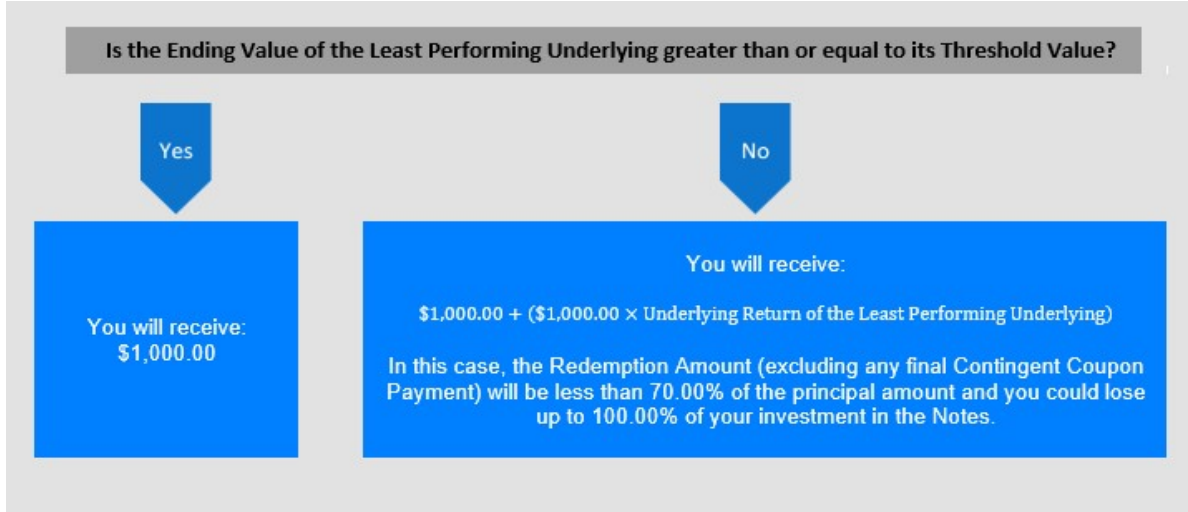 Is the Ending Value of the Least Performing Underlying greater than or equal to its Threshold Value?
Yes
No
You will receive:
$1,000.00
You will receive:
$1,000.00 + ($1,000.00 × Underlying Return of the Least Performing Underlying)
In this case, the Redemption Amount (excluding any final Contingent Coupon
Payment) will be less than 70.00% of the principal amount and you could lose
up to 100.00% of your investment in the Notes.